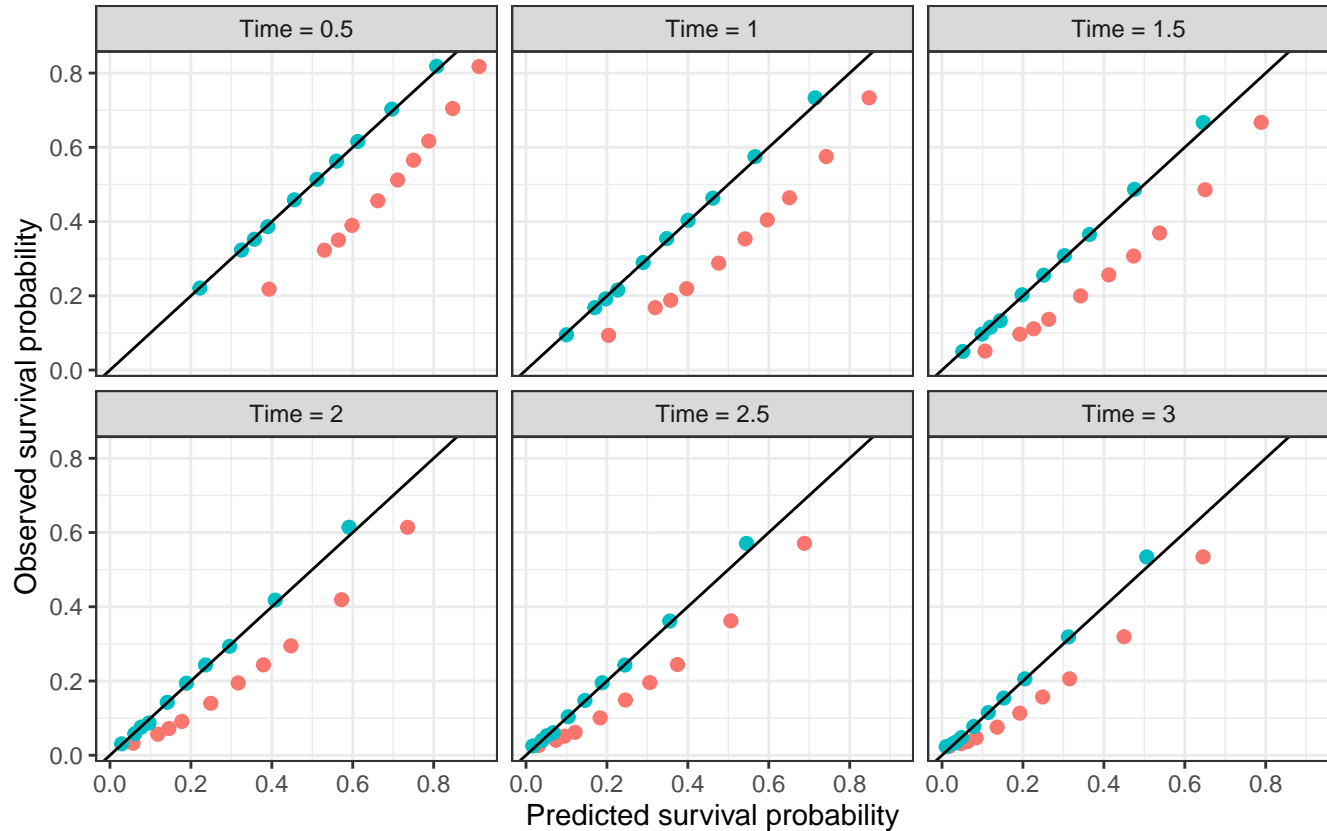 Time = 0.5
Time = 1
Time = 1.5
0.8
0.6
0.4
0.2
0.0
Time = 2
Time = 2.5
Time = 3
0.8
0.6
0.4
0.2
0.0
0.0 0.2 0.4 0.6 0.8
0.0 0.2 0.4 0.6 0.8
0.0 0.2 0.4 0.6 0.8
Observed survival probability
Predicted survival probability